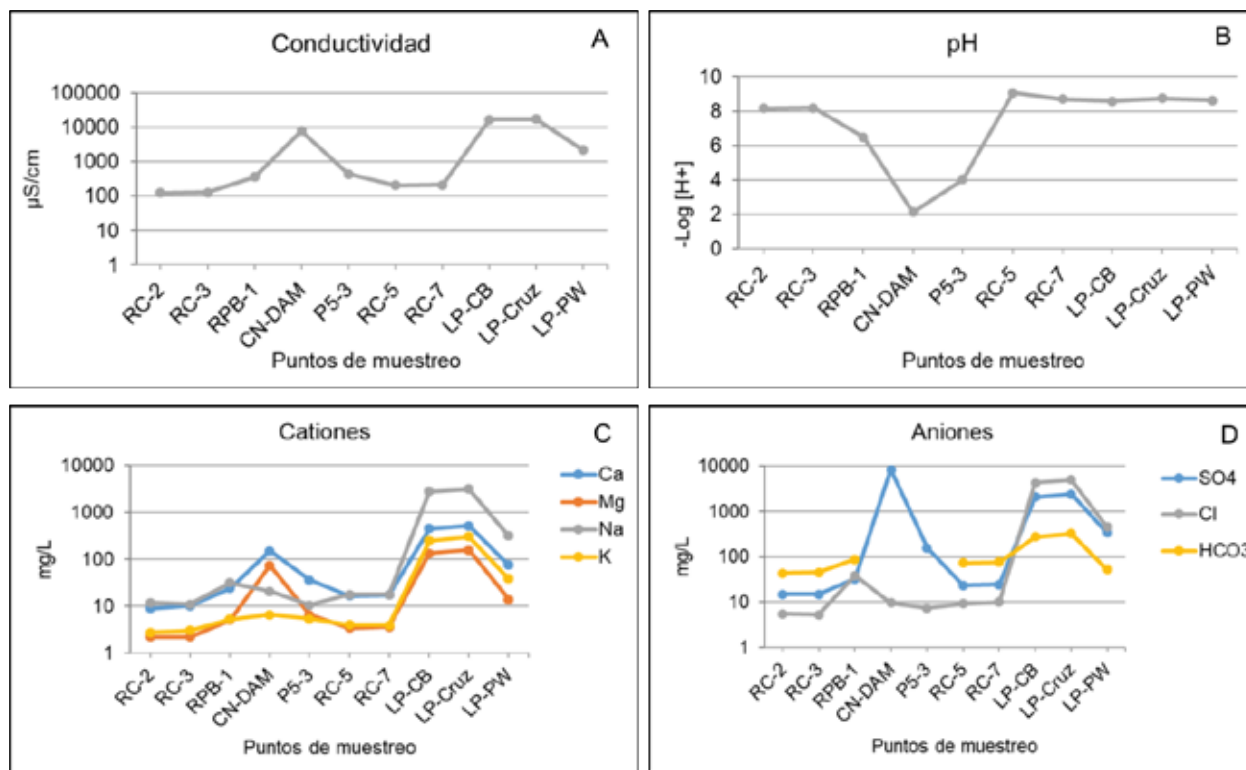 Conductividad
A
µS/cm
100000
10000
1000
100
10
1
RC-2
RC-3
RPB-1
CN-DAM
P5-3
RC-5
RC-7
LP-CB
LP-Cruz
LP-PW
Puntos de muestreo
pH
B
-Log [H+]
10
8
6
4
2
0
RC-2
RC-3
RPB-1
CN-DAM
P5-3
RC-5
RC-7
LP-CB
LP-Cruz
LP-PW
Puntos de muestreo
Cationes
C
mg/L
10000
1000
100
10
1
RC-2
RC-3
RPB-1
CN-DAM
P5-3
RC-5
RC-7
LP-CB
LP-Cruz
LP-PW
Puntos de muestreo
Ca
Mg
Na
K
Aniones
D
mg/L
10000
1000
100
10
1
RC-2
RC-3
RPB-1
CN-DAM
P5-3
RC-5
RC-7
LP-CB
LP-Cruz
LP-PW
Puntos de muestreo
SO4
Cl
HCO3